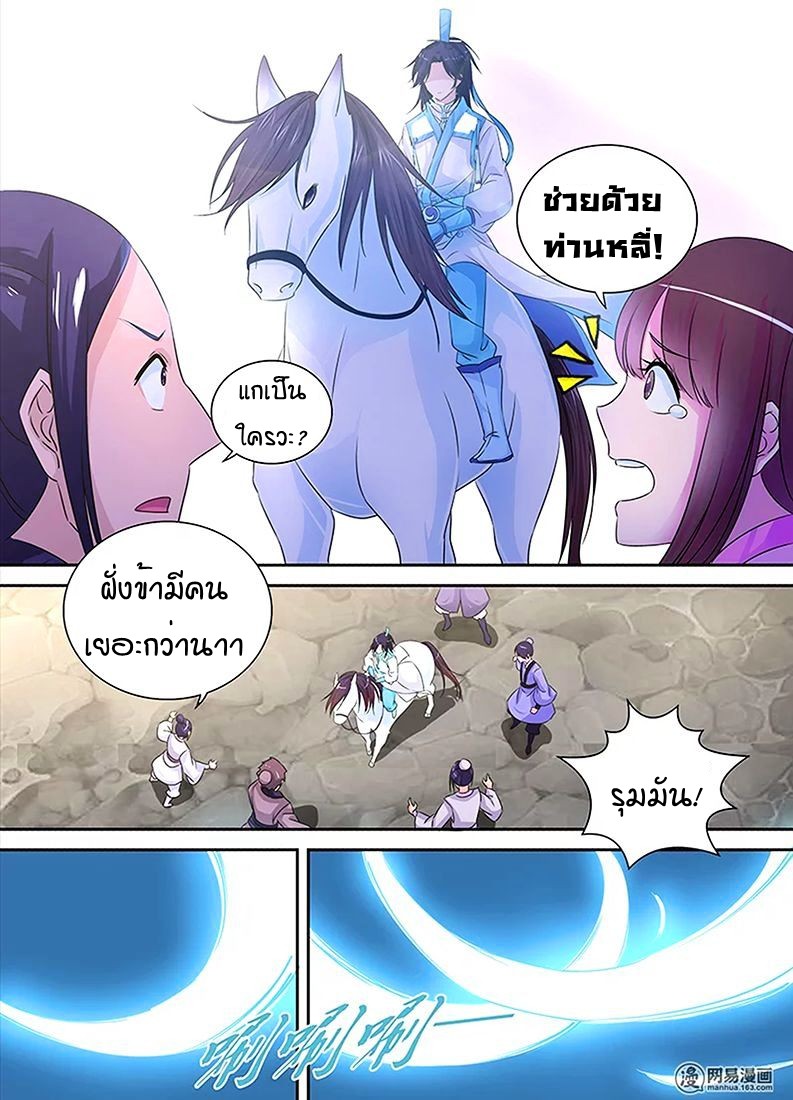 ช่วยด้วย
ท่านหลี่!
แกเป็น
ใครวะ?
ฝั่งข้ามีคน
เยอะกว่านาา
รุมมัน!
唰唰唰—
漫 网易漫画
manhua.163.com